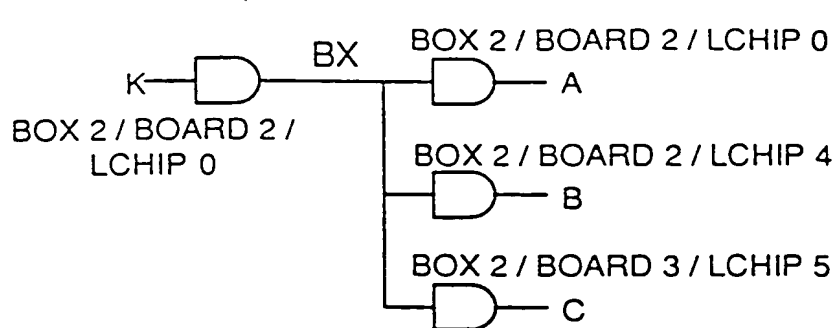 BX
BOX 2 / BOARD 2 / LCHIP 0
K
A
BOX 2 / BOARD 2 /
LCHIP 0
BOX 2 / BOARD 2 / LCHIP 4
B
BOX 2 / BOARD 3 / LCHIP 5
C